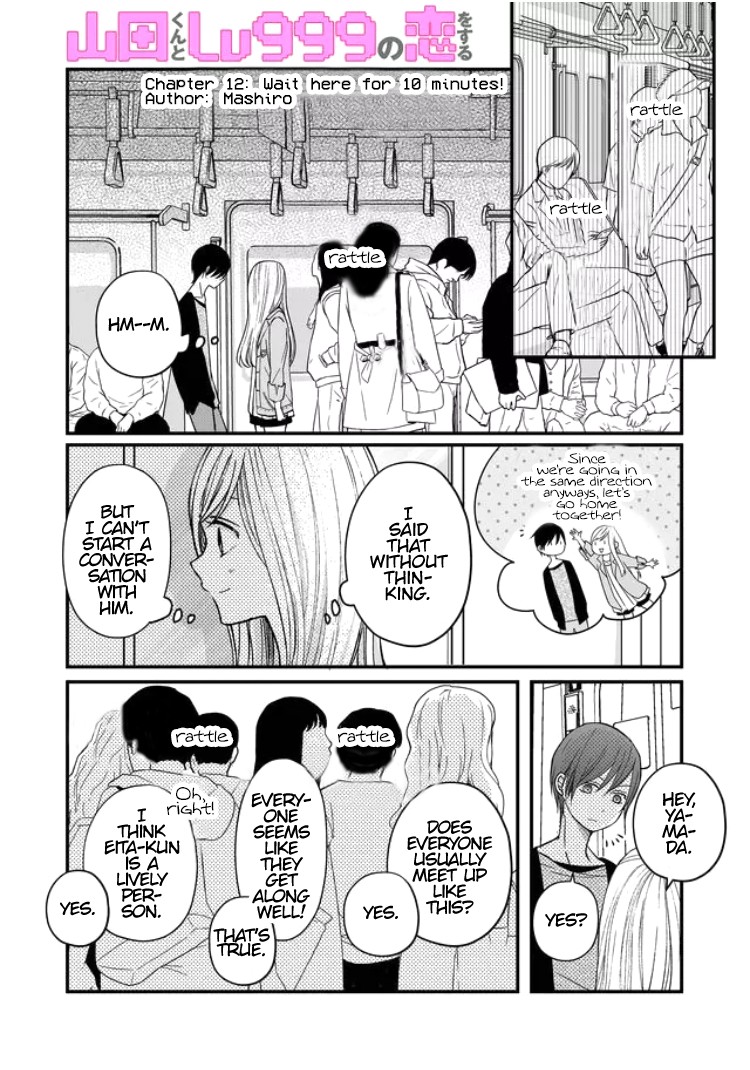 山田くんとLv999の恋をする
Chapter 12: Wait here for 10 minutes!
Author: Mashiro
rattle
rattle
rattle
HM--M.
Since
we're going in
the same direction
anyways, let's
go home
together!
I
SAID
THAT
WITHOUT
THIN-
KING.
BUT
I CAN'T
START A
CONVER-
SATION
WITH
HIM.
HEY,
YA-
MA-
DA.
YES?
rattle
rattle
DOES
EVERYONE
USUALLY
MEET UP
LIKE
THIS?
YES.
EVERY-
ONE
SEEMS
LIKE
THEY
GET
ALONG
WELL!
THAT'S
TRUE.
Oh,
right!
I
THINK
EITA-KUN
IS A
LIVELY
PER-
SON.
YES.